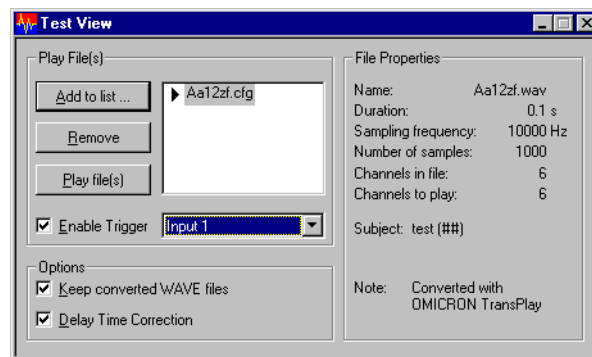 Test View
Play File(s)
Add to list ...
Aa12zf.cfg
Remove
Play file(s)
Enable Trigger
Input 1
Options
Keep converted WAVE files
Delay Time Correction
File Properties
Name: Aa12zf.wav
Duration: 0.1 s
Sampling frequency: 10000 Hz
Number of samples: 1000
Channels in file: 6
Channels to play: 6
Subject: test (##)
Note: Converted with
OMICRON TransPlay